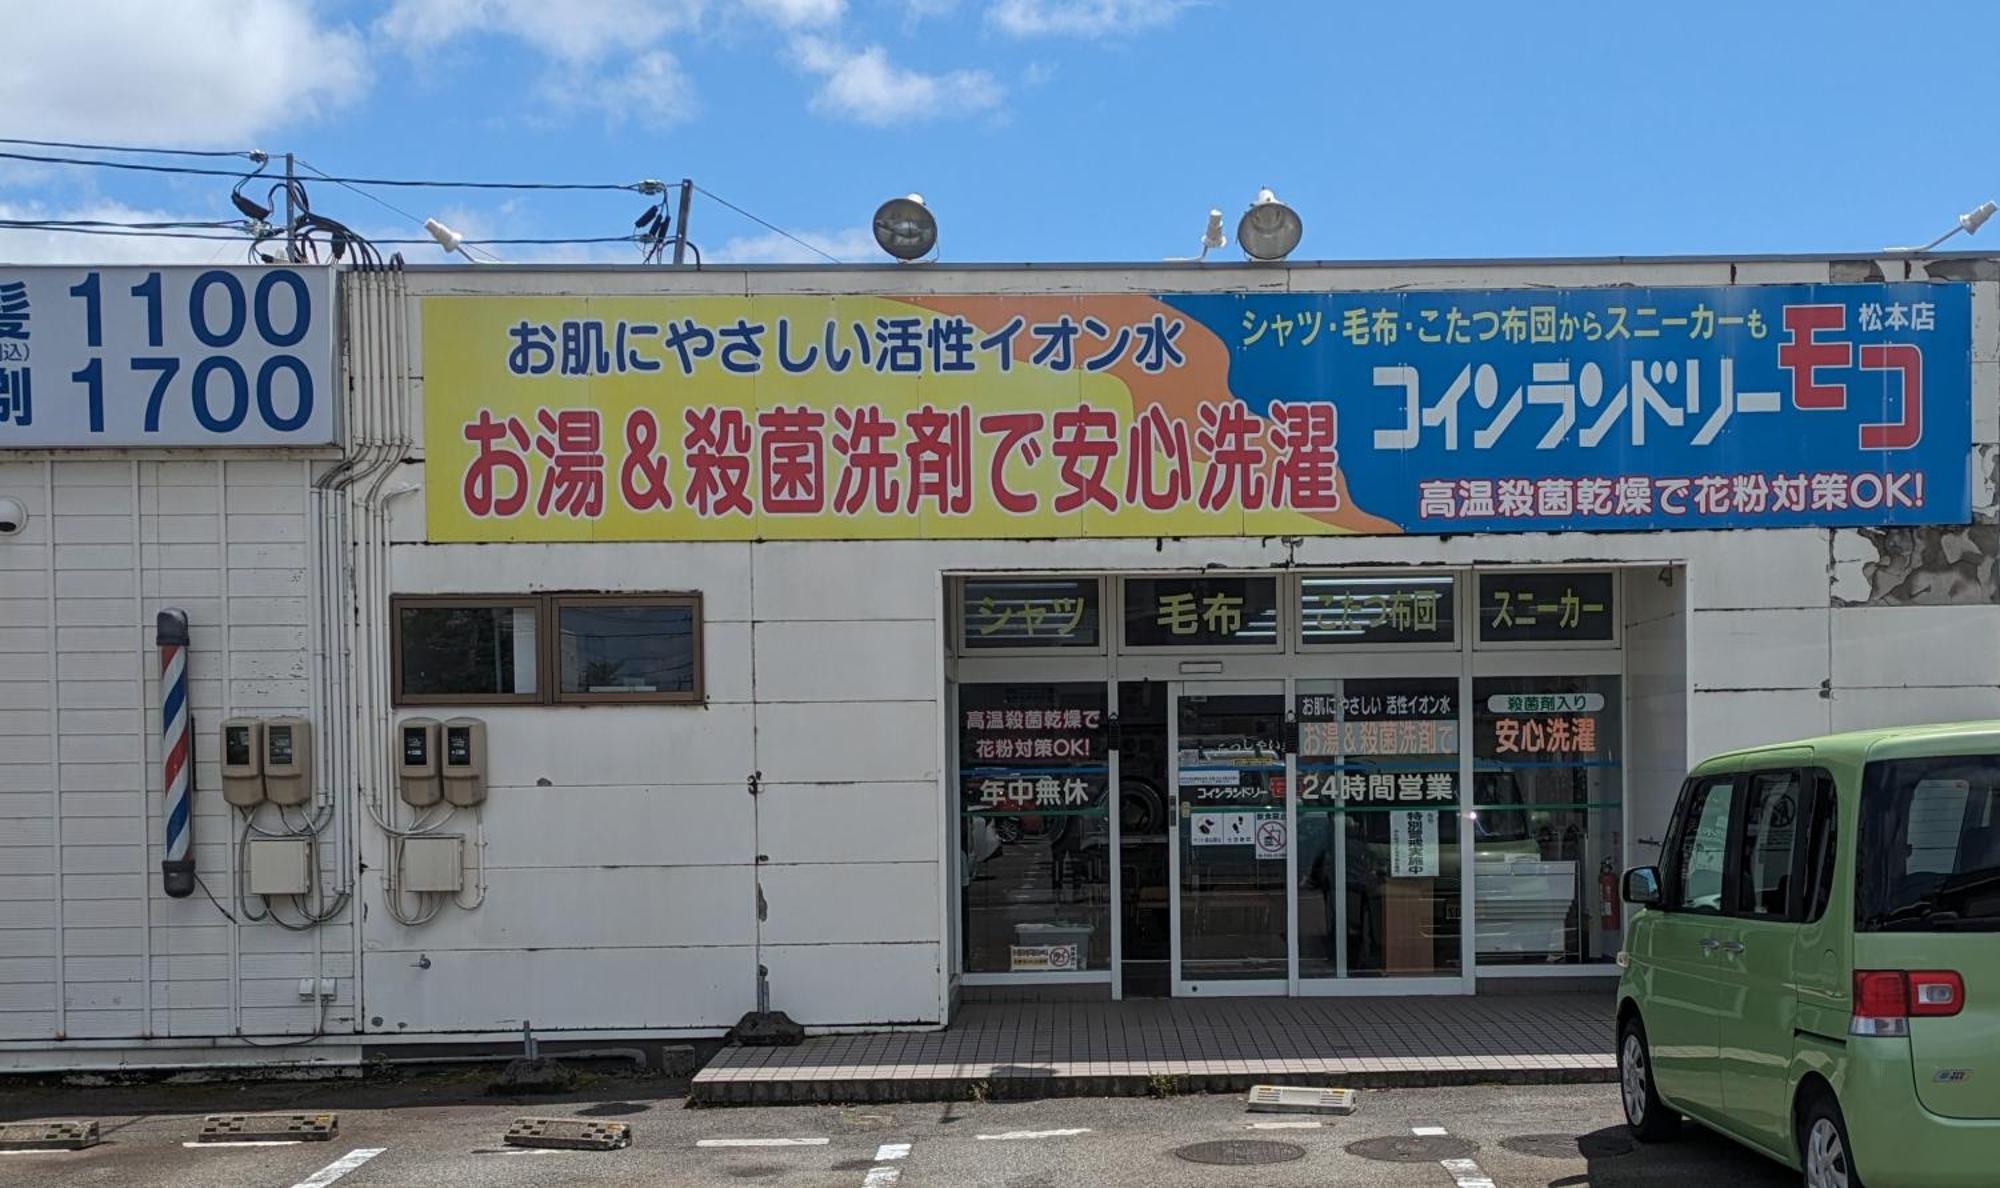 髪 1100
1700
お肌にやさしい活性イオン水
お湯&殺菌洗剤で安心洗濯
シャツ・毛布・こたつ布団からスニーカーも
コインランドリーモコ
松本店
高温殺菌乾燥で花粉対策OK!
シャツ
毛布
こたつ布団
スニーカー
高温殺菌乾燥で
花粉対策OK!
年中無休
コインランドリー
お肌にやさしい 活性イオン水
お湯&殺菌洗剤で
24時間営業
特別警戒実施中
殺菌剤入り
安心洗濯